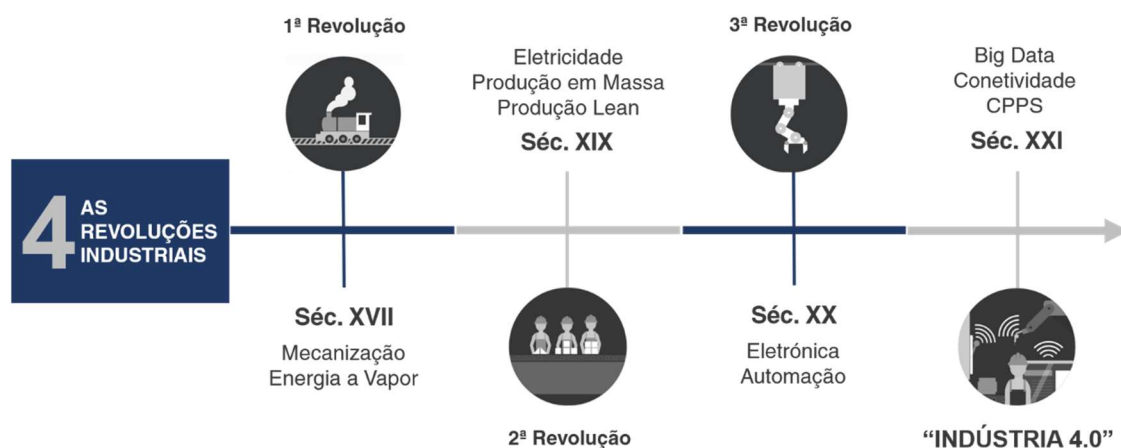 4
AS
REVOLUÇÕES
INDUSTRIAIS
1ª Revolução
Séc. XVII
Mecanização
Energia a Vapor
Eletricidade
Produção em Massa
Produção Lean
Séc. XIX
2ª Revolução
3ª Revolução
Séc. XX
Eletrónica
Automação
Big Data
Conetividade
CPPS
Séc. XXI
“INDÚSTRIA 4.0”